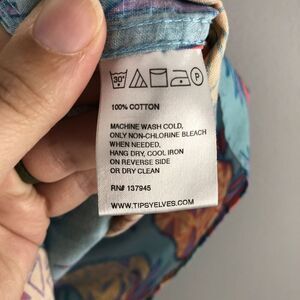 30°
P
100% COTTON
MACHINE WASH COLD,
ONLY NON-CHLORINE BLEACH
WHEN NEEDED,
HANG DRY, COOL IRON
ON REVERSE SIDE
OR DRY CLEAN
RN# 137945
WWW.TIPSYELVES.COM